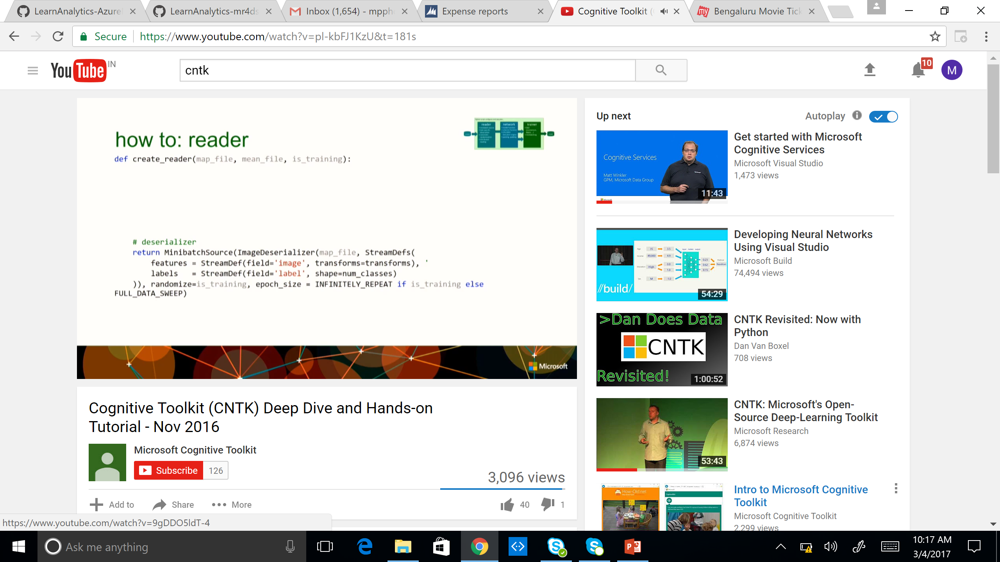 LearnAnalytics-Azure
LearnAnalytics-mr4ds
Inbox (1,654) - mpph
Expense reports
Cognitive Toolkit (
Bengaluru Movie Tick
Secure
https://www.youtube.com/watch?v=pl-kbFJ1KzU&t=181s
YouTube IN
cntk
10
M
how to: reader
reader
network
trainer
def create_reader(map_file, mean_file, is_training):
# deserializer
return MinibatchSource(ImageDeserializer(map_file, StreamDefs(
features = StreamDef(field='image', transforms=transforms), '
labels = StreamDef(field='label', shape=num_classes)
)), randomize=is_training, epoch_size = INFINITELY_REPEAT if is_training else
FULL_DATA_SWEEP)
Microsoft
Cognitive Toolkit (CNTK) Deep Dive and Hands-on
Tutorial - Nov 2016
Microsoft Cognitive Toolkit
Subscribe 126
3,096 views
Add to
Share
More
40
1
Up next
Autoplay
Cognitive Services
Matt Winkler
GPM, Microsoft Data Group
11:43
Get started with Microsoft
Cognitive Services
Microsoft Visual Studio
1,473 views
//build/
54:29
Developing Neural Networks
Using Visual Studio
Microsoft Build
74,494 views
>Dan Does Data
CNTK
Revisited!
1:00:52
CNTK Revisited: Now with
Python
Dan Van Boxel
708 views
53:43
CNTK: Microsoft's Open-
Source Deep-Learning Toolkit
Microsoft Research
6,874 views
How-Old.net
CaptionBot
Intro to Microsoft Cognitive
Toolkit
Microsoft Cognitive Toolkit
2,299 views
https://www.youtube.com/watch?v=9gDDO5ldT-4
Ask me anything
10:17 AM
3/4/2017